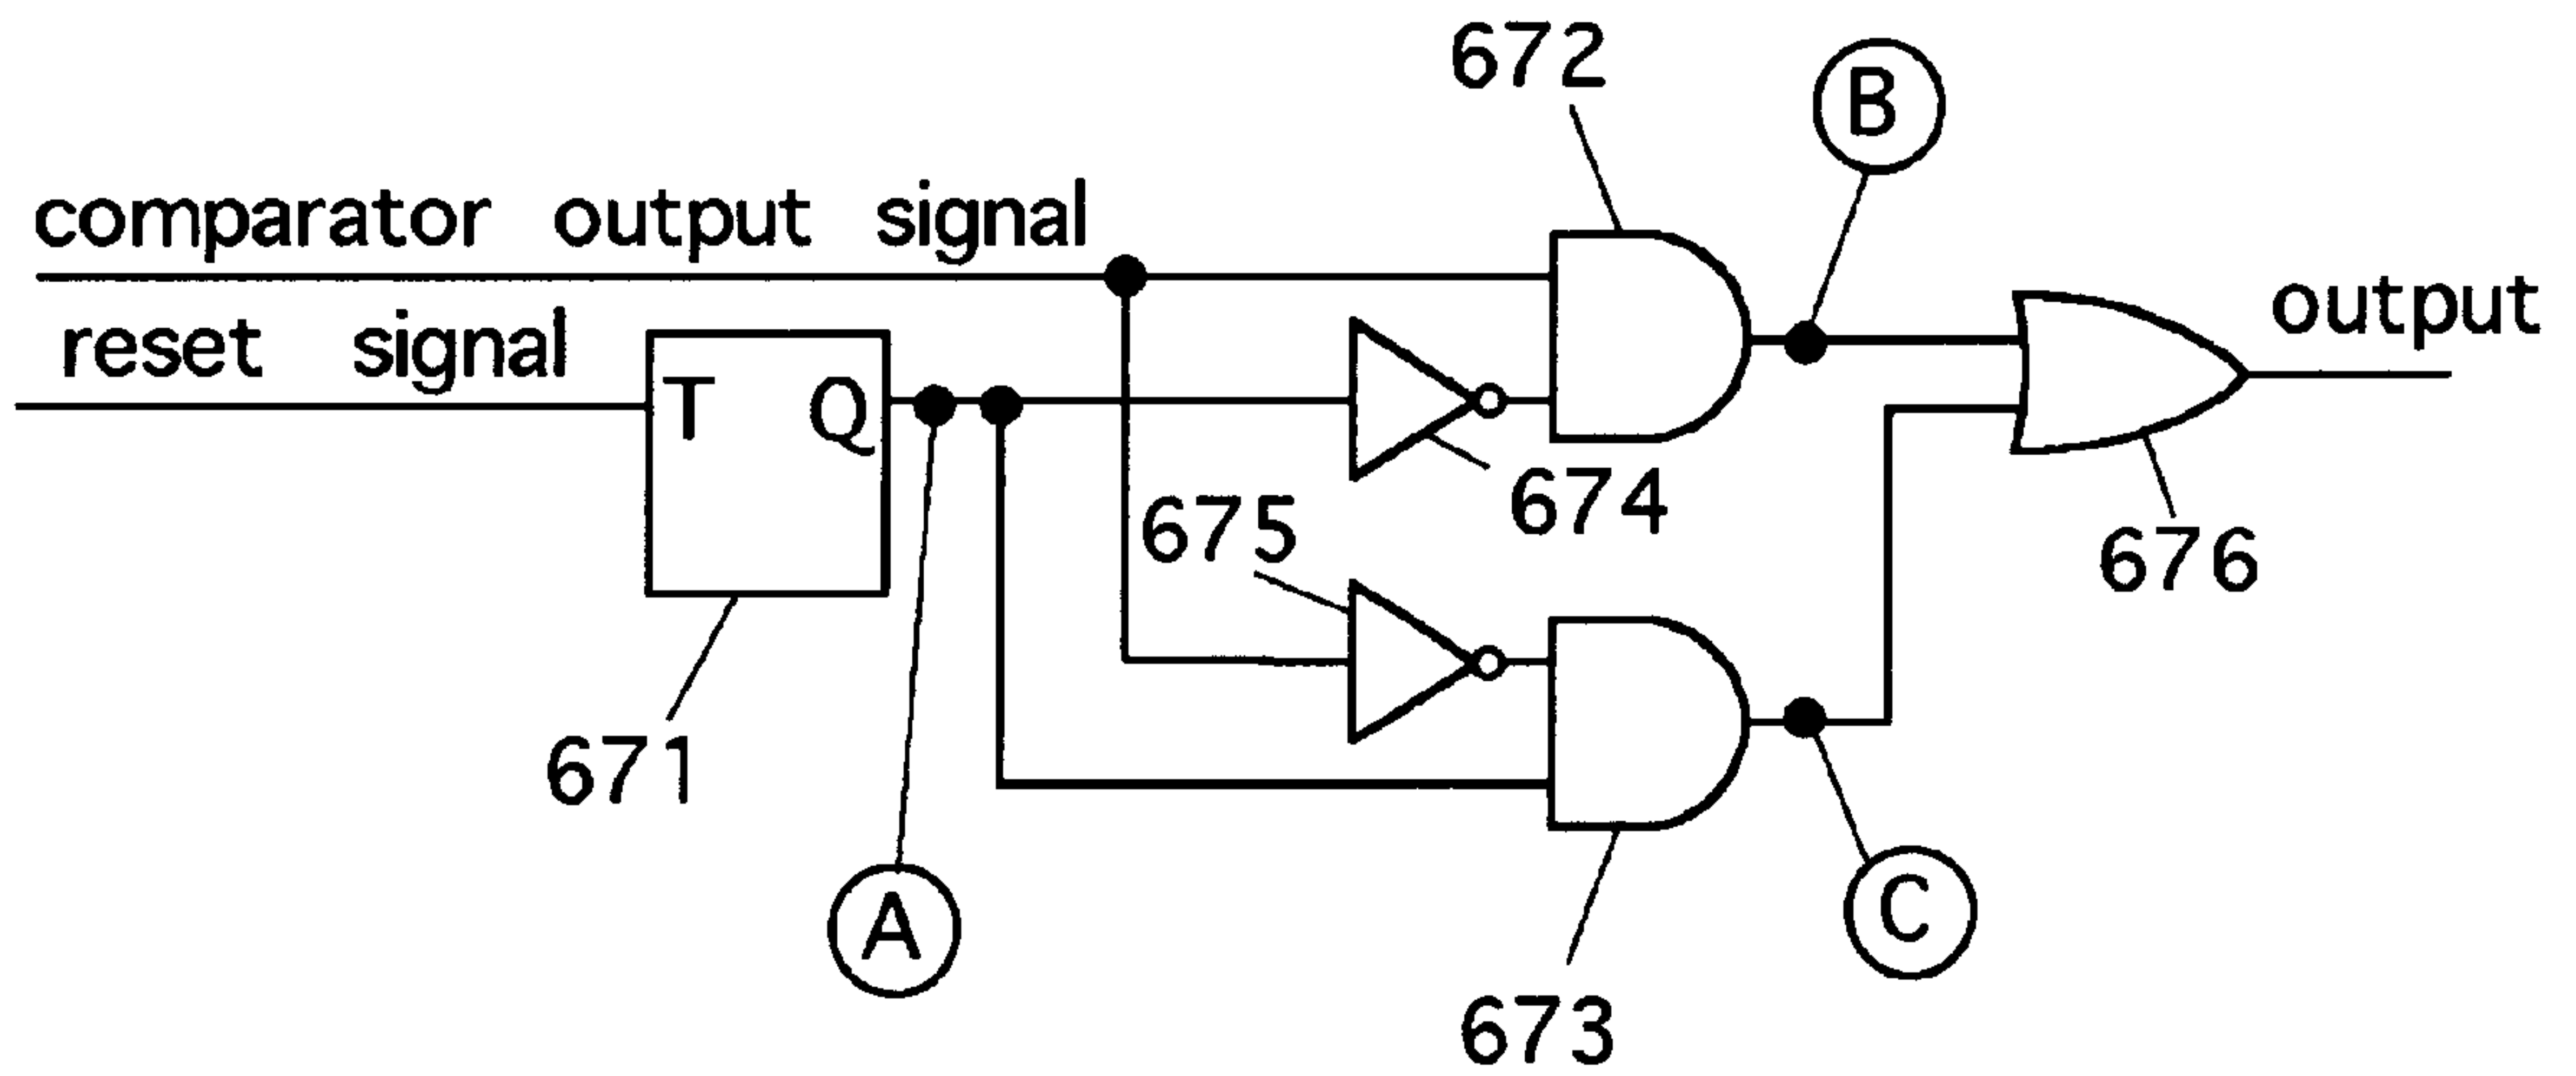 672
B
comparator output signal
reset signal
output
T Q
674
675
676
671
A
C
673